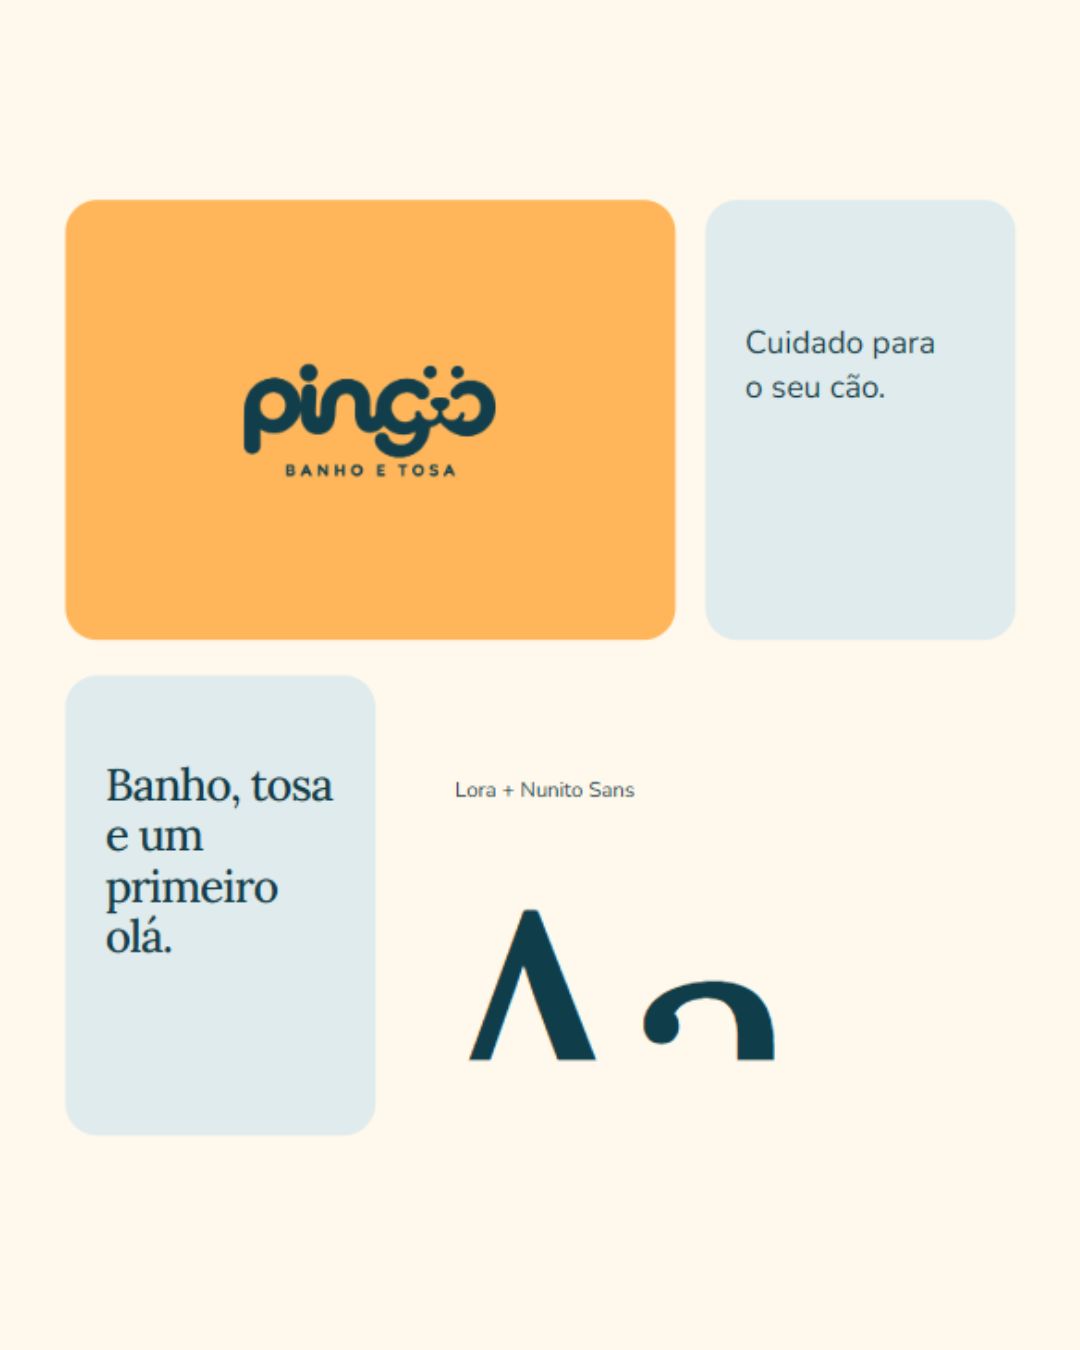 pingo
BANHO E TOSA
Cuidado para
o seu cão.
Banho, tosa
e um
primeiro
olá.
Lora + Nunito Sans